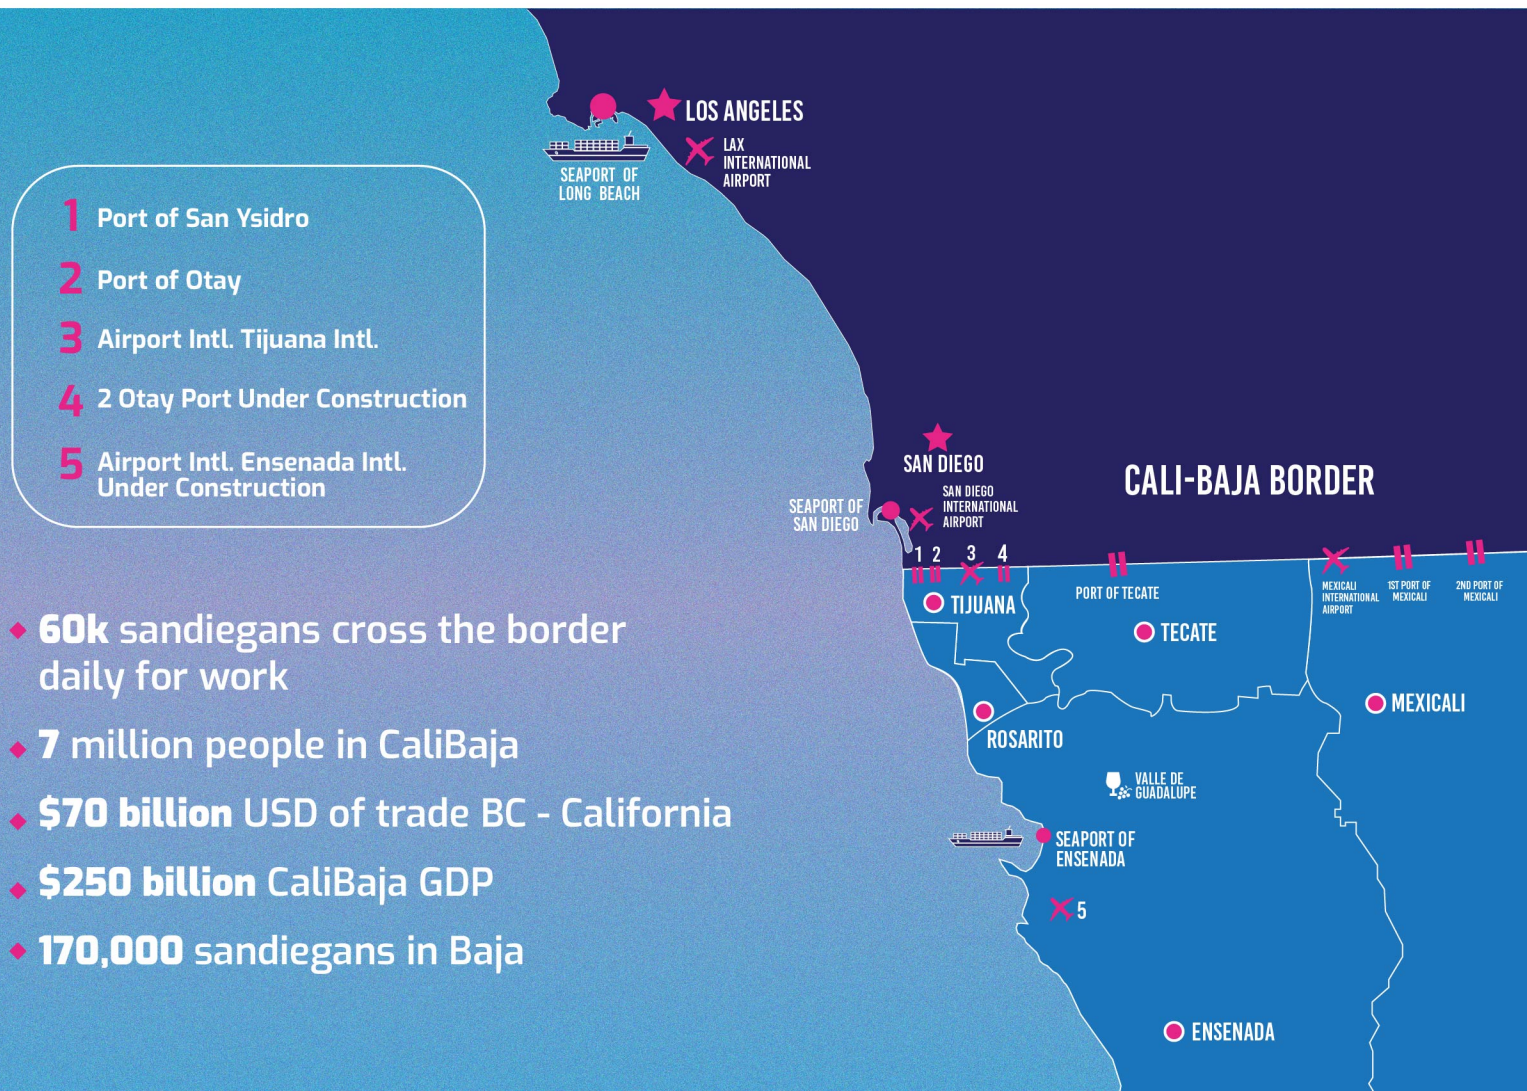 LOS ANGELES
LAX
INTERNATIONAL
AIRPORT
SEAPORT OF
LONG BEACH
1 Port of San Ysidro
2 Port of Otay
3 Airport Intl. Tijuana Intl.
4 2 Otay Port Under Construction
5 Airport Intl. Ensenada Intl.
Under Construction
SAN DIEGO
CALI-BAJA BORDER
SEAPORT OF
SAN DIEGO
SAN DIEGO
INTERNATIONAL
AIRPORT
1 2 3 4
TIJUANA
PORT OF TECATE
MEXICALI
INTERNATIONAL
AIRPORT
1ST PORT OF
MEXICALI
2ND PORT OF
MEXICALI
TECATE
60k sandiegans cross the border
daily for work
7 million people in CaliBaja
$70 billion USD of trade BC - California
$250 billion CaliBaja GDP
170,000 sandiegans in Baja
MEXICALI
ROSARITO
VALLE DE
GUADALUPE
SEAPORT OF
ENSENADA
5
ENSENADA